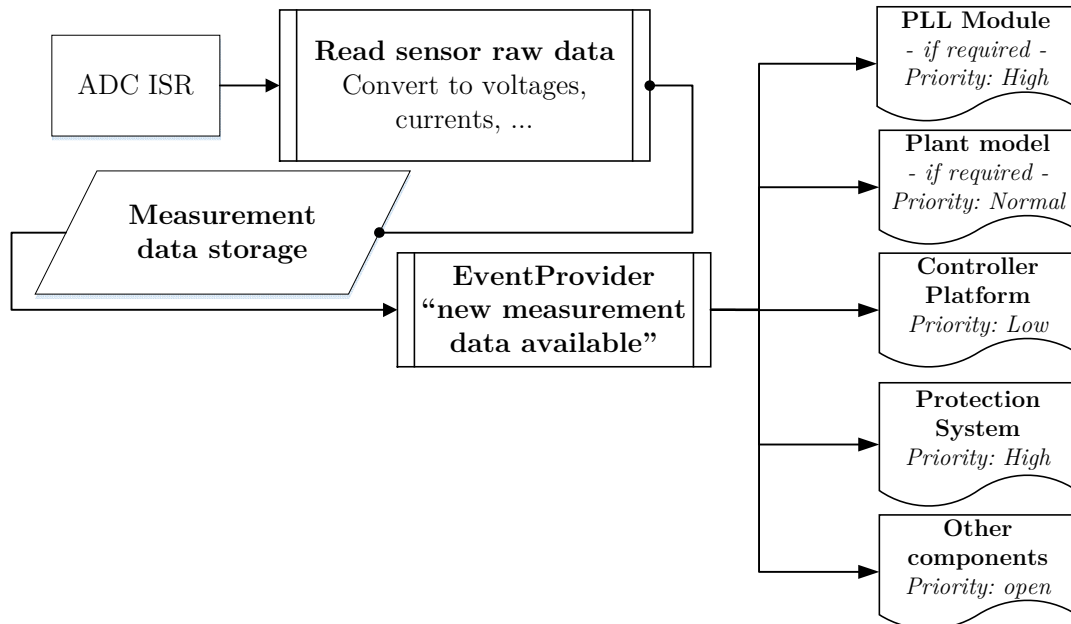 ADC ISR
Read sensor raw data
Convert to voltages,
currents, ...
Measurement
data storage
EventProvider
“new measurement
data available”
PLL Module
- if required -
Priority: High
Plant model
- if required -
Priority: Normal
Controller
Platform
Priority: Low
Protection
System
Priority: High
Other
components
Priority: open